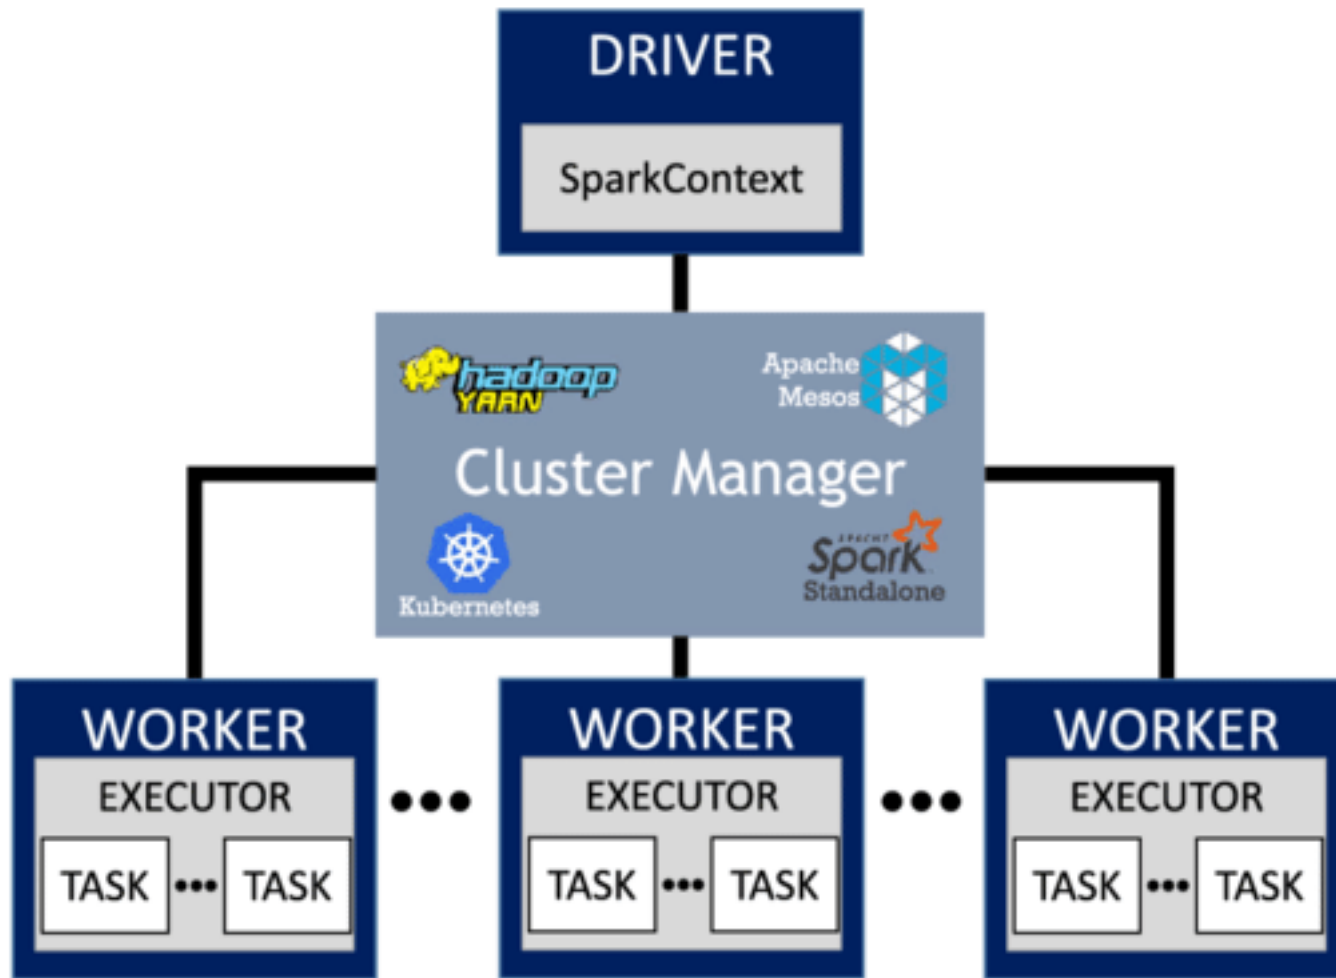 DRIVER
SparkContext
hadoop
YARN
Apache
Mesos
Cluster Manager
Kubernetes
Spark
Standalone
WORKER
EXECUTOR
TASK ••• TASK
•••
WORKER
EXECUTOR
TASK ••• TASK
•••
WORKER
EXECUTOR
TASK ••• TASK